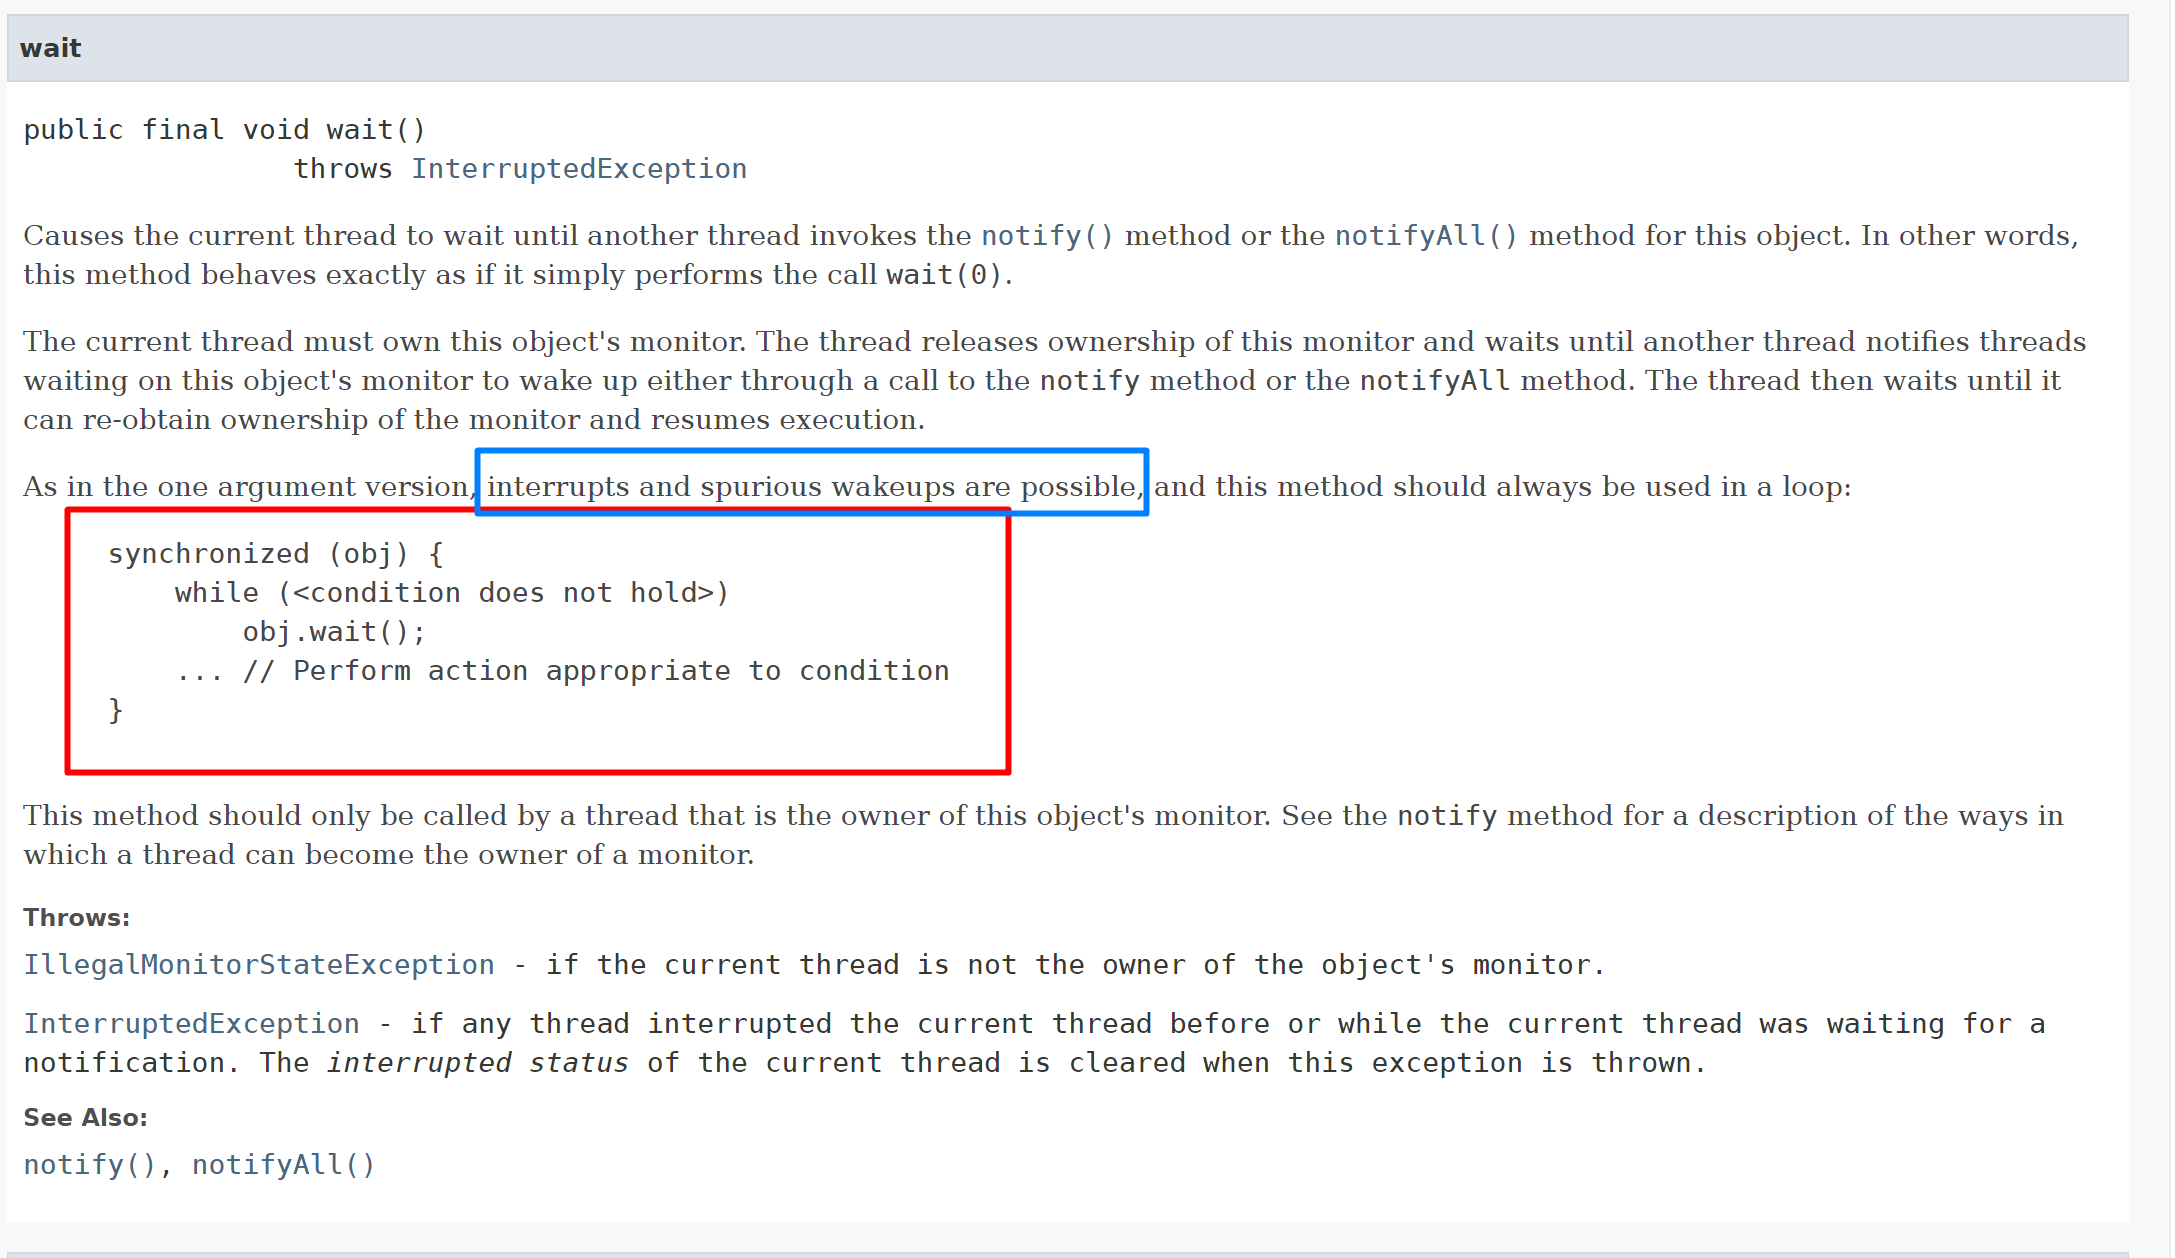 wait
public final void wait()
throws InterruptedException
Causes the current thread to wait until another thread invokes the notify() method or the notifyAll() method for this object. In other words,
this method behaves exactly as if it simply performs the call wait(0).
The current thread must own this object's monitor. The thread releases ownership of this monitor and waits until another thread notifies threads
waiting on this object's monitor to wake up either through a call to the notify method or the notifyAll method. The thread then waits until it
can re-obtain ownership of the monitor and resumes execution.
As in the one argument version, interrupts and spurious wakeups are possible, and this method should always be used in a loop:
synchronized (obj) {
while (<condition does not hold>)
obj.wait();
... // Perform action appropriate to condition
}
This method should only be called by a thread that is the owner of this object's monitor. See the notify method for a description of the ways in
which a thread can become the owner of a monitor.
Throws:
IllegalMonitorStateException - if the current thread is not the owner of the object's monitor.
InterruptedException - if any thread interrupted the current thread before or while the current thread was waiting for a
notification. The interrupted status of the current thread is cleared when this exception is thrown.
See Also:
notify(), notifyAll()